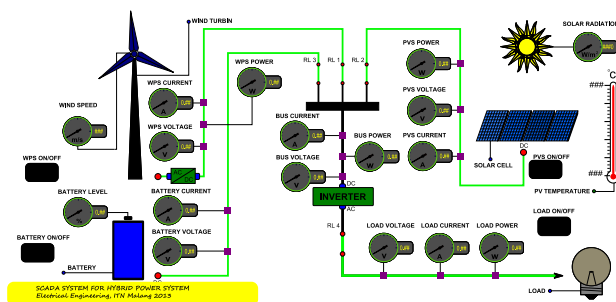 WIND TURBIN
SOLAR RADIATION
WPS CURRENT
WPS POWER
RL 3
RL 1
RL 2
PVS POWER
W/m²
°C
WIND SPEED
A
W
W
###
m/s
WPS VOLTAGE
PVS VOLTAGE
BUS CURRENT
V
V
A
WPS ON/OFF
BUS POWER
PVS CURRENT
BUS VOLTAGE
W
A
DC
PVS ON/OFF
AC
DC
V
SOLAR CELL
###
BATTERY LEVEL
BATTERY CURRENT
DC
INVERTER
AC
PV TEMPERATURE
%
A
LOAD ON/OFF
RL 4
LOAD VOLTAGE
LOAD CURRENT
LOAD POWER
BATTERY ON/OFF
BATTERY VOLTAGE
V
V
A
W
BATTERY
LOAD
SCADA SYSTEM FOR HYBRID POWER SYSTEM
Electrical Engineering, ITN Malang 2013